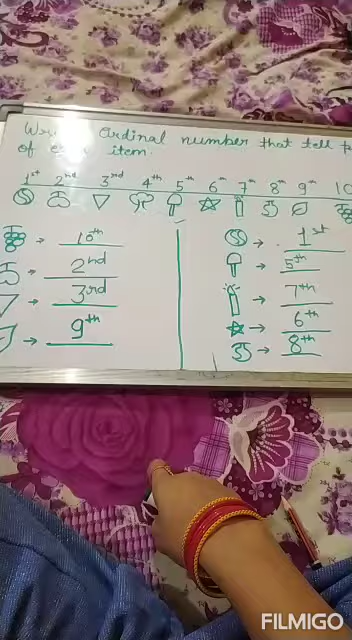 Ordinal number that tell
of item.
1st 2nd 3rd 4th 5th 6th 7th 8th 9th 10
→ 10th
→ 2nd
→ 3rd
→ 9th
→ 1st
→ 5th
→ 7th
→ 6th
→ 8th
FILMIGO